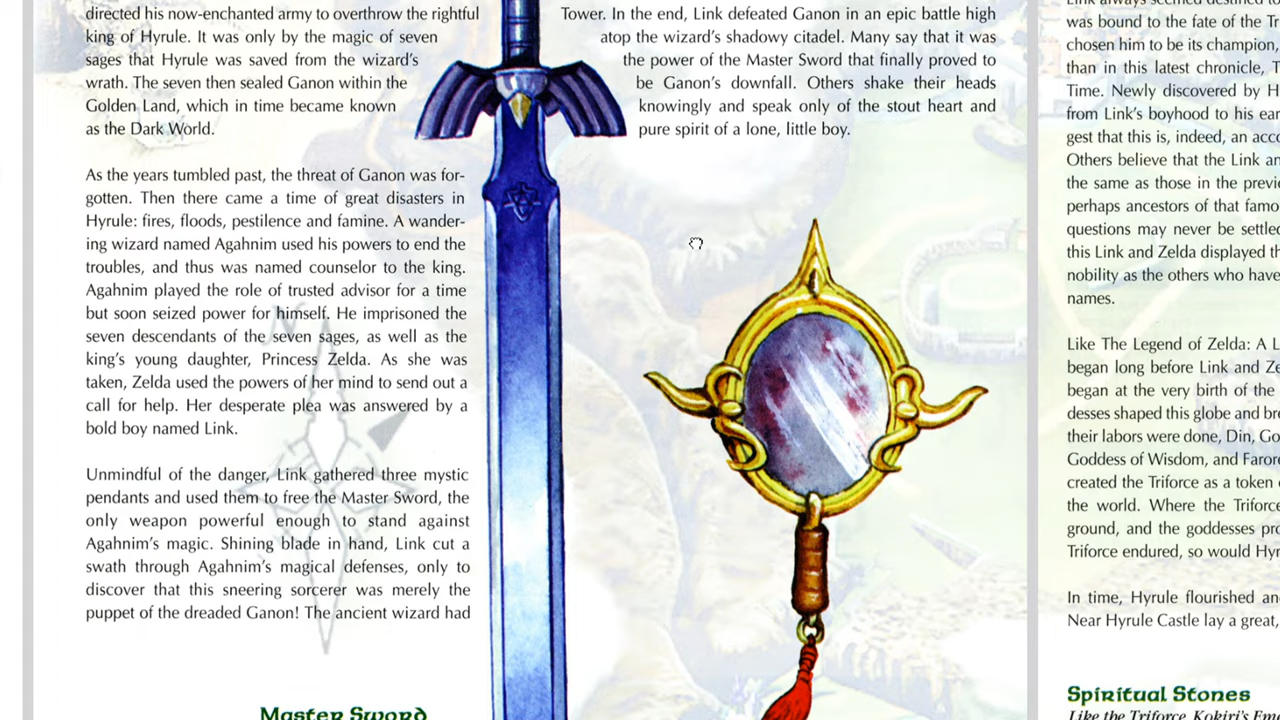 directed his now-enchanted army to overthrow the rightful
king of Hyrule. It was only by the magic of seven
sages that Hyrule was saved from the wizard's
wrath. The seven then sealed Ganon within the
Golden Land, which in time became known
as the Dark World.
As the years tumbled past, the threat of Ganon was for-
gotten. Then there came a time of great disasters in
Hyrule: fires, floods, pestilence and famine. A wander-
ing wizard named Agahnim used his powers to end the
troubles, and thus was named counselor to the king.
Agahnim played the role of trusted advisor for a time
but soon seized power for himself. He imprisoned the
seven descendants of the seven sages, as well as the
king's young daughter, Princess Zelda. As she was
taken, Zelda used the powers of her mind to send out a
call for help. Her desperate plea was answered by a
bold boy named Link.
Unmindful of the danger, Link gathered three mystic
pendants and used them to free the Master Sword, the
only weapon powerful enough to stand against
Agahnim's magic. Shining blade in hand, Link cut a
swath through Agahnim's magical defenses, only to
discover that this sneering sorcerer was merely the
puppet of the dreaded Ganon! The ancient wizard had
Master Sword
Tower. In the end, Link defeated Ganon in an epic battle high
atop the wizard's shadowy citadel. Many say that it was
the power of the Master Sword that finally proved to
be Ganon's downfall. Others shake their heads
knowingly and speak only of the stout heart and
pure spirit of a lone, little boy.
Link always seemed destined to
was bound to the fate of the Tr
chosen him to be its champion,
than in this latest chronicle, T
Time. Newly discovered by H
from Link's boyhood to his ear
gest that this is, indeed, an acc
Others believe that the Link an
the same as those in the previ
perhaps ancestors of that famo
questions may never be settled
this Link and Zelda displayed th
nobility as the others who have
names.
Like The Legend of Zelda: A L
began long before Link and Ze
began at the very birth of the
desses shaped this globe and br
their labors were done, Din, Go
Goddess of Wisdom, and Farore
created the Triforce as a token o
the world. Where the Triforce
ground, and the goddesses pr
Triforce endured, so would Hyr
In time, Hyrule flourished an
Near Hyrule Castle lay a great,
Spiritual Stones
Like the Triforce, Kokiri's Em